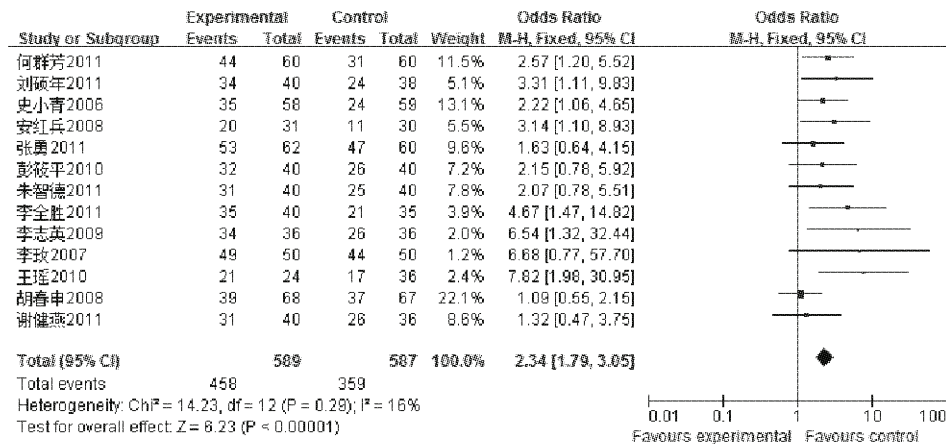 Experimental Control Odds Ratio Odds Ratio
Study or Subgroup Events Total Events Total Weight M-H, Fixed, 95% CI M-H, Fixed, 95% CI
何群芳2011 44 60 31 60 11.5% 2.57 [1.20, 5.52]
刘硕年2011 34 40 24 38 5.1% 3.31 [1.11, 9.83]
史小青2006 35 58 24 59 13.1% 2.22 [1.06, 4.65]
安红兵2008 20 31 11 30 5.5% 3.14 [1.10, 8.93]
张勇2011 53 62 47 60 9.6% 1.63 [0.64, 4.15]
彭筱平2010 32 40 26 40 7.2% 2.15 [0.78, 5.92]
朱智德2011 31 40 25 40 7.8% 2.07 [0.78, 5.51]
李全胜2011 35 40 21 35 3.9% 4.67 [1.47, 14.82]
李志英2009 34 36 26 36 2.0% 6.54 [1.32, 32.44]
李玫2007 49 50 44 50 1.2% 6.68 [0.77, 57.70]
王瑶2010 21 24 17 36 2.4% 7.82 [1.98, 30.95]
胡春申2008 39 68 37 67 22.1% 1.09 [0.55, 2.15]
谢健燕2011 31 40 26 36 8.6% 1.32 [0.47, 3.75]
Total (95% CI) 589 587 100.0% 2.34 [1.79, 3.05]
Total events 458 359
Heterogeneity: Chi² = 14.23, df = 12 (P = 0.29); I² = 16%
Test for overall effect: Z = 6.23 (P < 0.00001)
0.01 0.1 1 10 100
Favours experimental Favours control